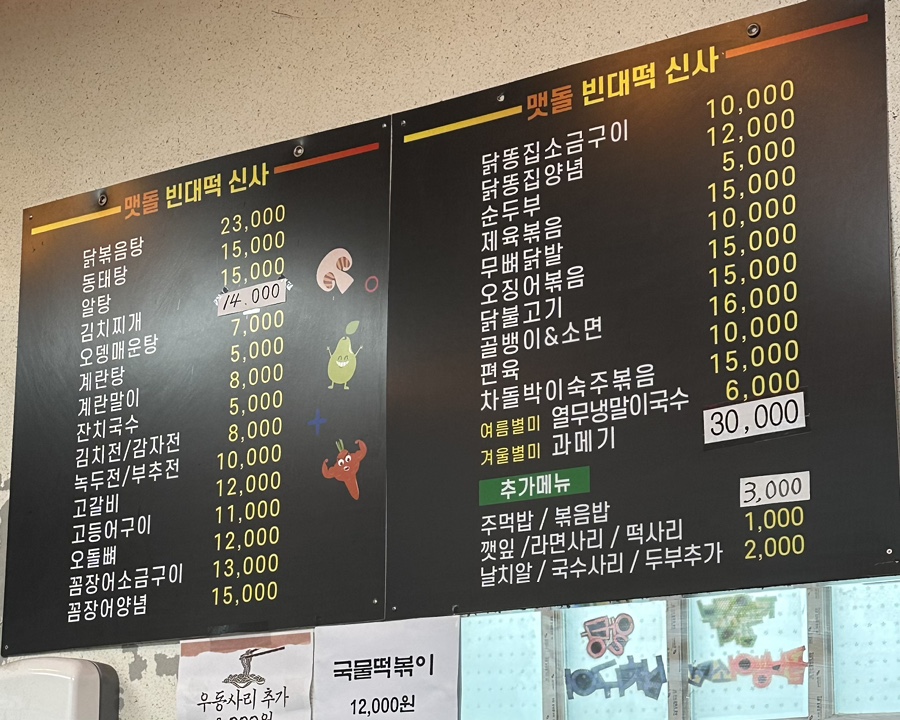 맷돌 빈대떡 신사
닭볶음탕 23,000
동태탕 15,000
알탕 15,000
김치찌개 14.000
오뎅매운탕 7,000
계란탕 5,000
계란말이 8,000
잔치국수 5,000
김치전/감자전 8,000
녹두전/부추전 10,000
고갈비 12,000
고등어구이 11,000
오돌뼈 12,000
꼼장어소금구이 13,000
꼼장어양념 15,000
맷돌 빈대떡 신사
닭똥집소금구이 10,000
닭똥집양념 12,000
순두부 5,000
제육볶음 15,000
무뼈닭발 10,000
오징어볶음 15,000
닭불고기 15,000
골뱅이&소면 16,000
편육 10,000
차돌박이숙주볶음 15,000
여름별미 열무냉말이국수 6,000
겨울별미 과메기 30,000
추가메뉴
주먹밥 / 볶음밥 3,000
깻잎 /라면사리 / 떡사리 1,000
날치알 / 국수사리 / 두부추가 2,000
우동사리 추가
국물떡볶이
12,000원